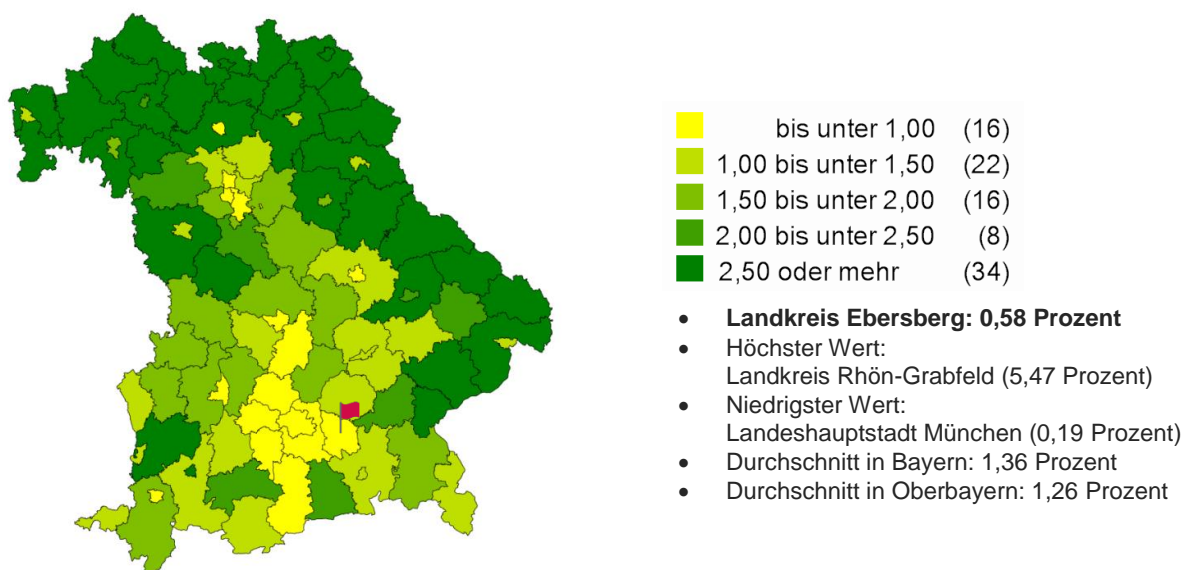 bis unter 1,00 (16)
1,00 bis unter 1,50 (22)
1,50 bis unter 2,00 (16)
2,00 bis unter 2,50 (8)
2,50 oder mehr (34)
• Landkreis Ebersberg: 0,58 Prozent
• Höchster Wert:
Landkreis Rhön-Grabfeld (5,47 Prozent)
• Niedrigster Wert:
Landeshauptstadt München (0,19 Prozent)
• Durchschnitt in Bayern: 1,36 Prozent
• Durchschnitt in Oberbayern: 1,26 Prozent